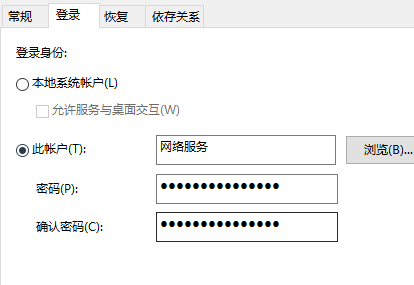 常规 登录 恢复 依存关系
登录身份:
本地系统帐户(L)
允许服务与桌面交互(W)
此帐户(T): 网络服务 浏览(B)...
密码(P): ●●●●●●●●●●●●●●●
确认密码(C): ●●●●●●●●●●●●●●●